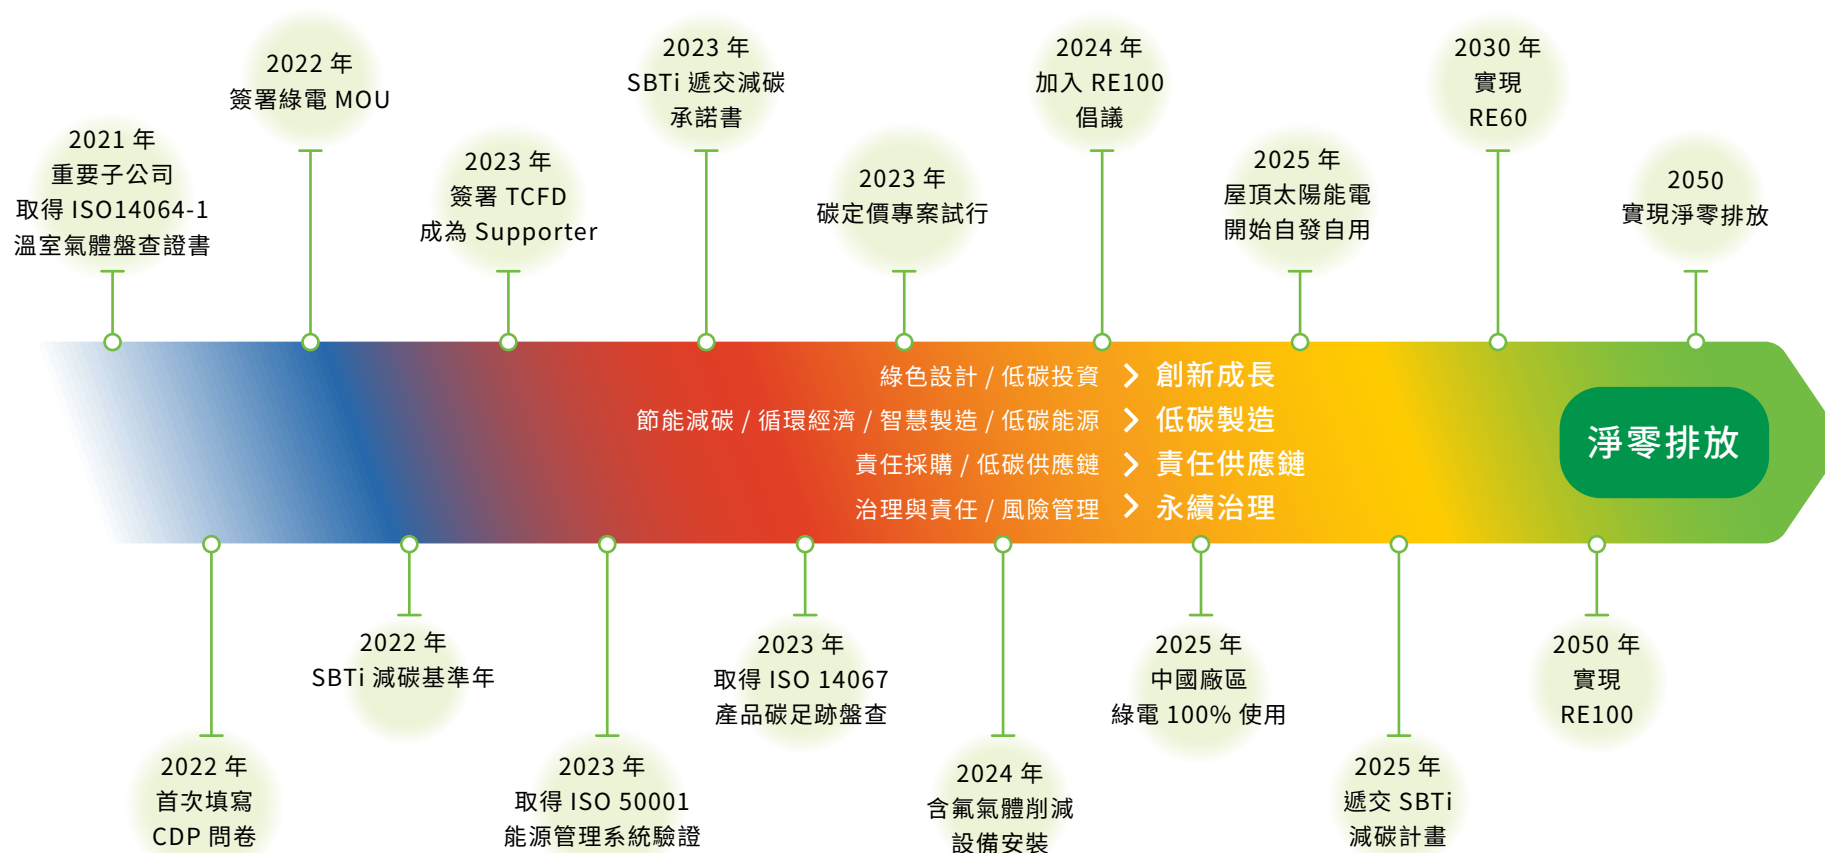 2021 年
重要子公司
取得 ISO14064-1
溫室氣體盤查證書
2022 年
簽署綠電 MOU
2023 年
簽署 TCFD
成為 Supporter
2023 年
SBTi 遞交減碳
承諾書
2023 年
碳定價專案試行
2024 年
加入 RE100
倡議
2025 年
屋頂太陽能電
開始自發自用
2030 年
實現
RE60
2050
實現淨零排放
綠色設計 / 低碳投資 > 創新成長
節能減碳 / 循環經濟 / 智慧製造 / 低碳能源 > 低碳製造
責任採購 / 低碳供應鏈 > 責任供應鏈
治理與責任 / 風險管理 > 永續治理
淨零排放
2022 年
首次填寫
CDP 問卷
2022 年
SBTi 減碳基準年
2023 年
取得 ISO 50001
能源管理系統驗證
2023 年
取得 ISO 14067
產品碳足跡盤查
2024 年
含氟氣體削減
設備安裝
2025 年
中國廠區
綠電 100% 使用
2025 年
遞交 SBTi
減碳計畫
2050 年
實現
RE100